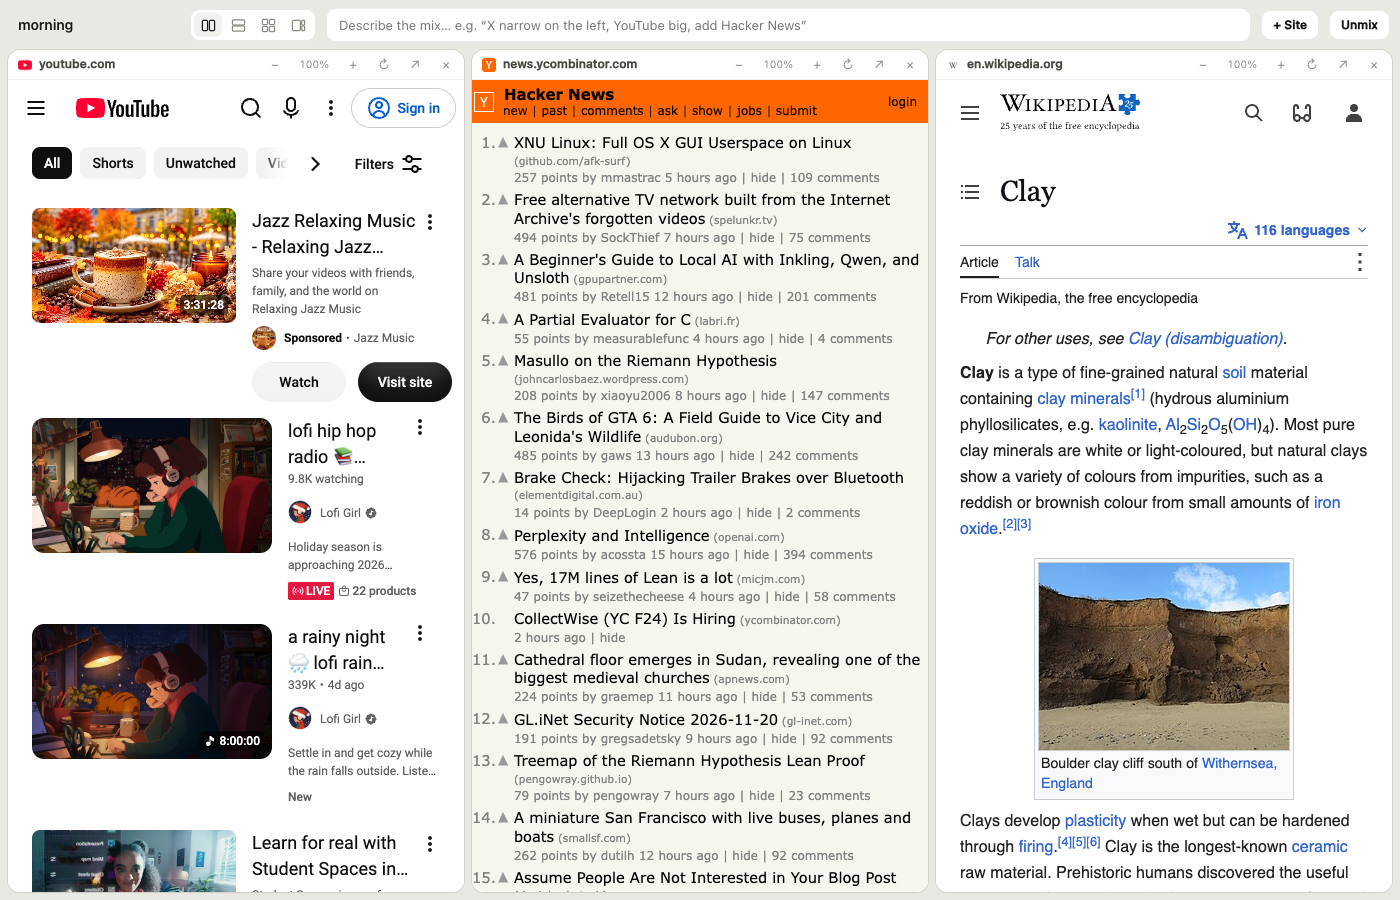 morning
Describe the mix… e.g. “X narrow on the left, YouTube big, add Hacker News”
+ Site
Unmix
youtube.com
100%
YouTube
Sign in
All
Shorts
Unwatched
Filters
3:31:28
Jazz Relaxing Music
- Relaxing Jazz...
Share your videos with friends,
family, and the world on
Relaxing Jazz Music
Sponsored · Jazz Music
Watch
Visit site
lofi hip hop
radio 📚...
9.8K watching
Lofi Girl
Holiday season is
approaching 2026...
LIVE
22 products
8:00:00
a rainy night
🌧️ lofi rain...
339K • 4d ago
Lofi Girl
Settle in and get cozy while
the rain falls outside. Liste...
New
Learn for real with
Student Spaces in...
news.ycombinator.com
100%
Y
Hacker News
new | past | comments | ask | show | jobs | submit
login
1. XNU Linux: Full OS X GUI Userspace on Linux
(github.com/afk-surf)
257 points by mmastrac 5 hours ago | hide | 109 comments
2. Free alternative TV network built from the Internet
Archive's forgotten videos (spelunkr.tv)
494 points by SockThief 7 hours ago | hide | 75 comments
3. A Beginner's Guide to Local AI with Inkling, Qwen, and
Unsloth (gpupartner.com)
481 points by Retell15 12 hours ago | hide | 201 comments
4. A Partial Evaluator for C (labri.fr)
55 points by measurablefunc 4 hours ago | hide | 4 comments
5. Masullo on the Riemann Hypothesis
(johncarlosbaez.wordpress.com)
208 points by xiaoyu2006 8 hours ago | hide | 147 comments
6. The Birds of GTA 6: A Field Guide to Vice City and
Leonida's Wildlife (audubon.org)
485 points by gaws 13 hours ago | hide | 242 comments
7. Brake Check: Hijacking Trailer Brakes over Bluetooth
(elementdigital.com.au)
14 points by DeepLogin 2 hours ago | hide | 2 comments
8. Perplexity and Intelligence (openai.com)
576 points by acossta 15 hours ago | hide | 394 comments
9. Yes, 17M lines of Lean is a lot (micjm.com)
47 points by seizethecheese 4 hours ago | hide | 58 comments
10. CollectWise (YC F24) Is Hiring (ycombinator.com)
2 hours ago | hide
11. Cathedral floor emerges in Sudan, revealing one of the
biggest medieval churches (apnews.com)
224 points by graemep 11 hours ago | hide | 53 comments
12. GL.iNet Security Notice 2026-11-20 (gl-inet.com)
191 points by gregsadetsky 9 hours ago | hide | 92 comments
13. Treemap of the Riemann Hypothesis Lean Proof
(pengowray.github.io)
79 points by pengowray 7 hours ago | hide | 23 comments
14. A miniature San Francisco with live buses, planes and
boats (smallsf.com)
262 points by dutilh 12 hours ago | hide | 92 comments
15. Assume People Are Not Interested in Your Blog Post
en.wikipedia.org
100%
WIKIPEDIA 25
25 years of the free encyclopedia
Clay
116 languages
Article
Talk
From Wikipedia, the free encyclopedia
For other uses, see Clay (disambiguation).
Clay is a type of fine-grained natural soil material
containing clay minerals[1] (hydrous aluminium
phyllosilicates, e.g. kaolinite, Al2Si2O5(OH)4). Most pure
clay minerals are white or light-coloured, but natural clays
show a variety of colours from impurities, such as a
reddish or brownish colour from small amounts of iron
oxide.[2][3]
Boulder clay cliff south of Withernsea,
England
Clays develop plasticity when wet but can be hardened
through firing.[4][5][6] Clay is the longest-known ceramic
raw material. Prehistoric humans discovered the useful